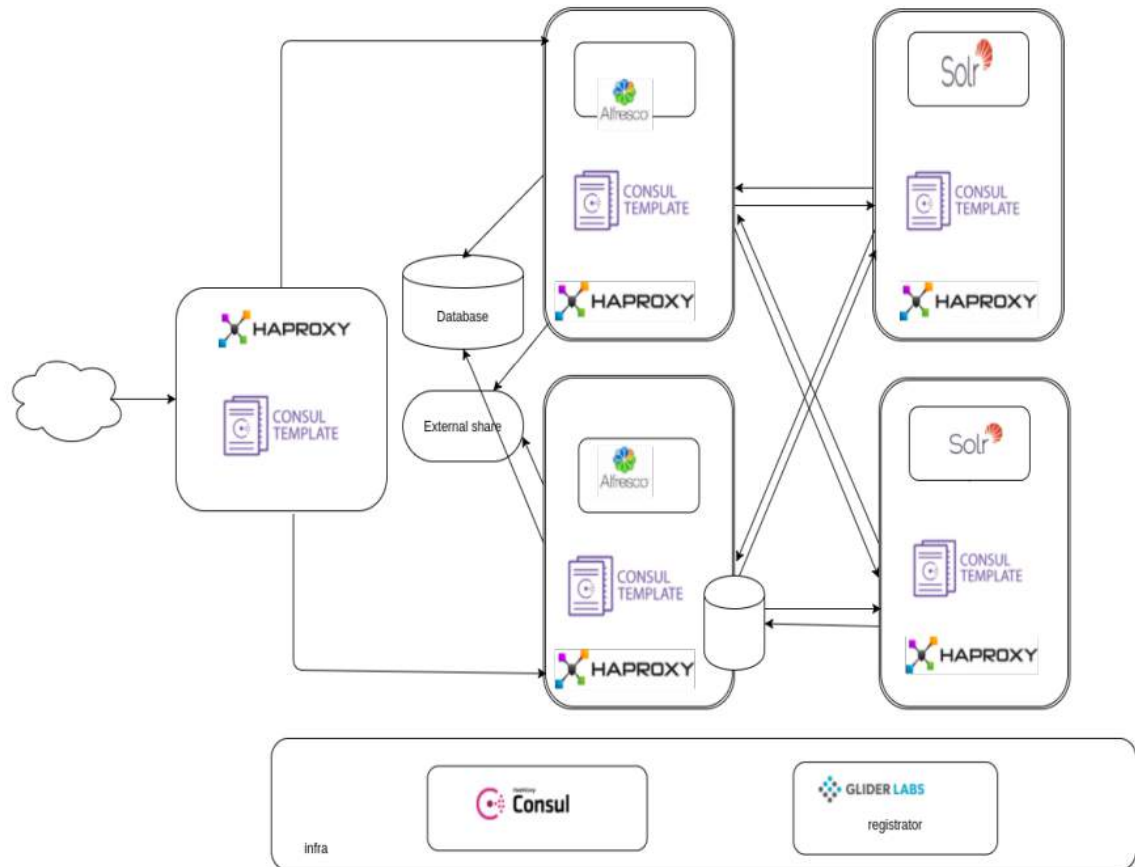 Alfresco
CONSUL
TEMPLATE
HAPROXY
Solr
CONSUL
TEMPLATE
HAPROXY
HAPROXY
CONSUL
TEMPLATE
Database
External share
Alfresco
CONSUL
TEMPLATE
HAPROXY
Solr
CONSUL
TEMPLATE
HAPROXY
infra
HashiCorp
Consul
GLIDER LABS
registrator